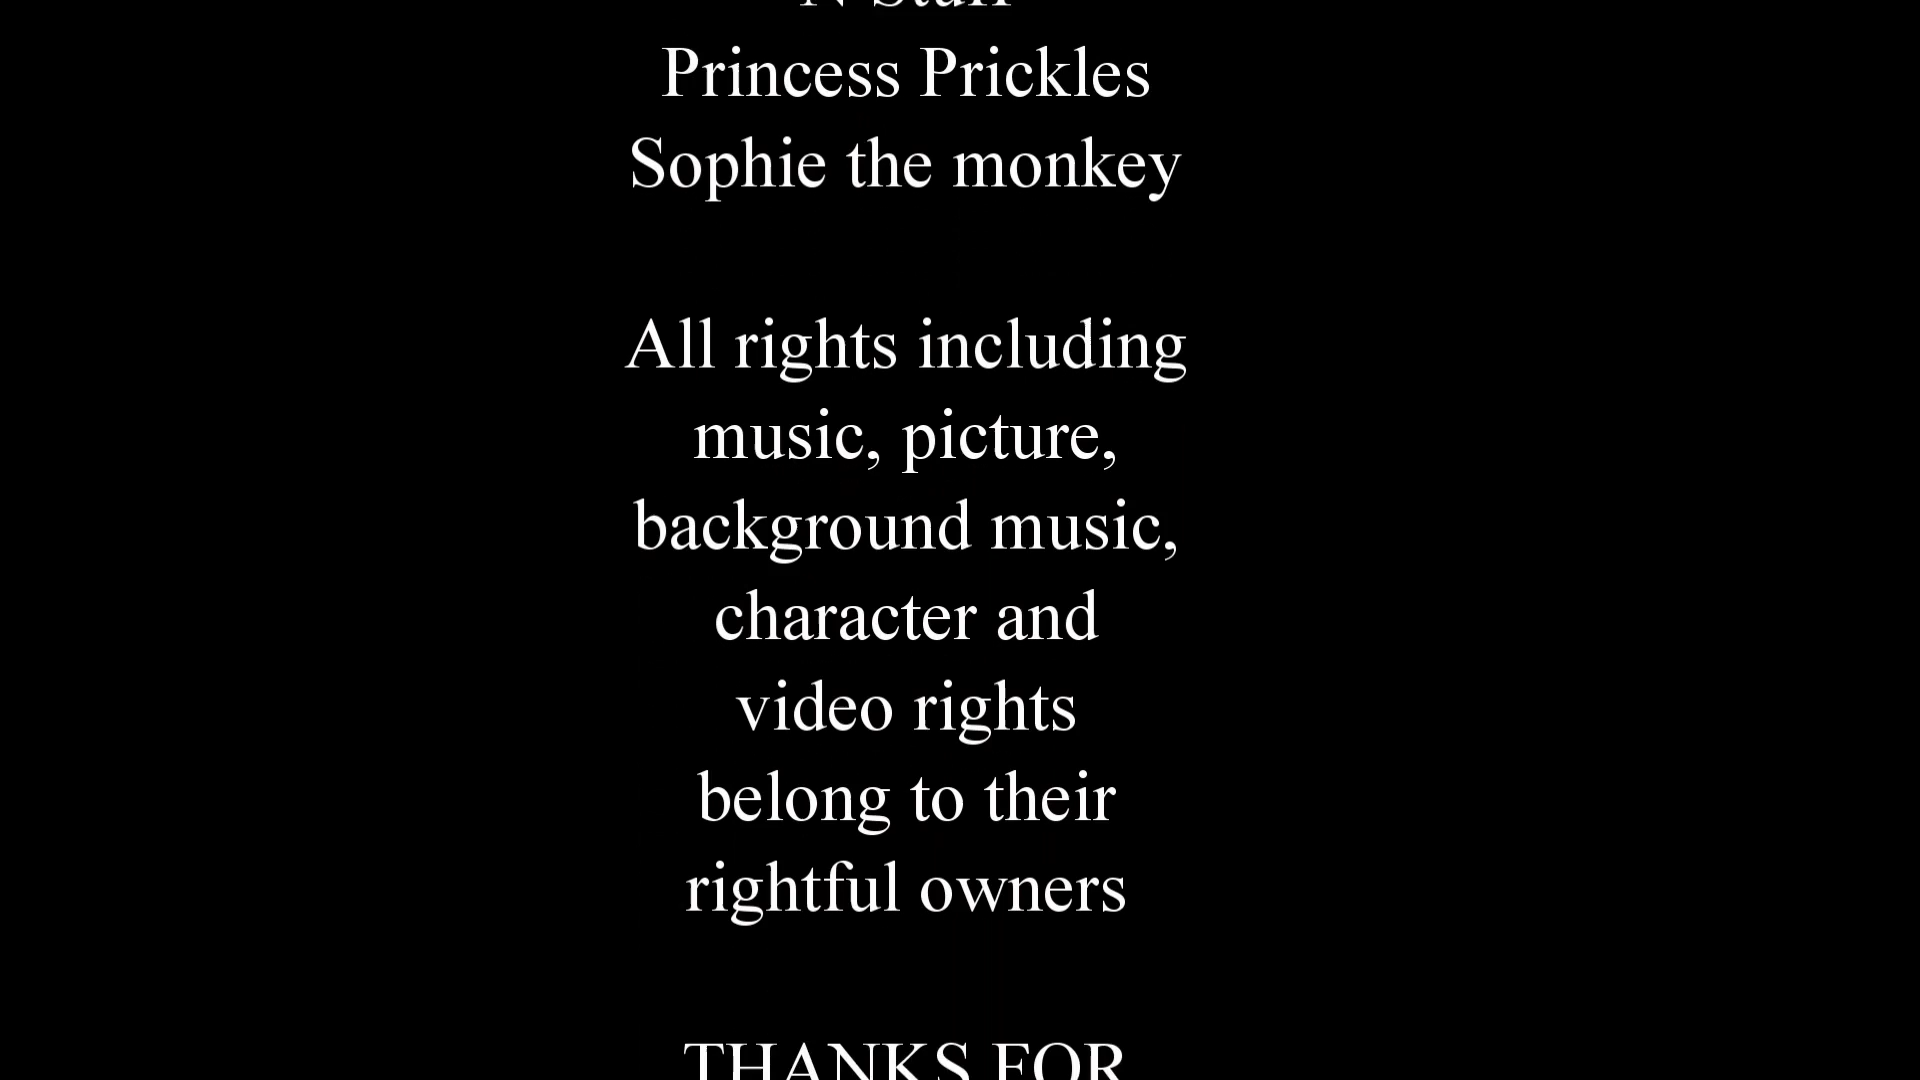 N Stuff
Princess Prickles
Sophie the monkey
All rights including
music, picture,
background music,
character and
video rights
belong to their
rightful owners
THANKS FOR